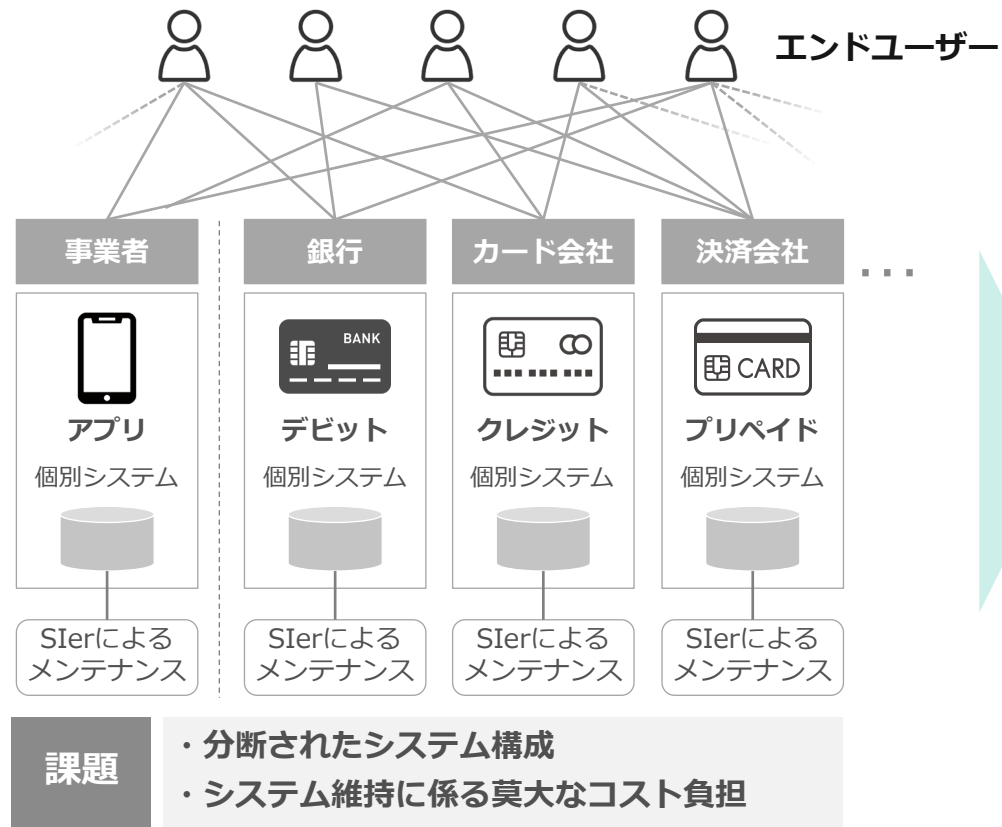 エンドユーザー
事業者
銀行
カード会社
決済会社
...
BANK
CARD
アプリ
デビット
クレジット
プリペイド
個別システム
個別システム
個別システム
個別システム
SIerによる
メンテナンス
SIerによる
メンテナンス
SIerによる
メンテナンス
SIerによる
メンテナンス
課題
・分断されたシステム構成
・システム維持に係る莫大なコスト負担